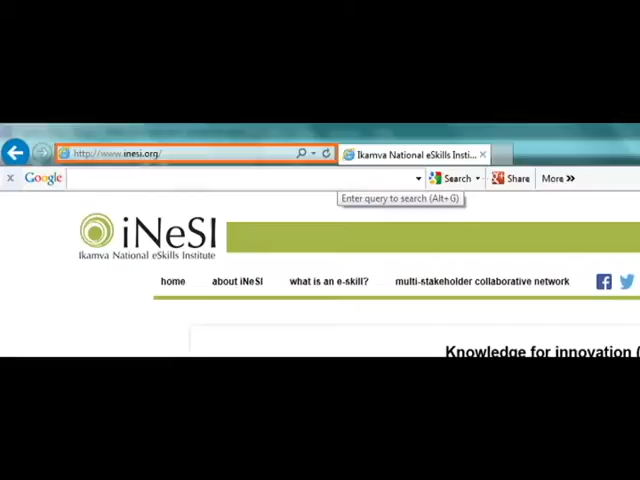 http://www.inesi.org/
Ikamva National eSkills Insti...
Google
Search
Share
More »
Enter query to search (Alt+G)
iNeSI
Ikamva National eSkills Institute
home about iNeSI what is an e-skill? multi-stakeholder collaborative network
Knowledge for innovation (